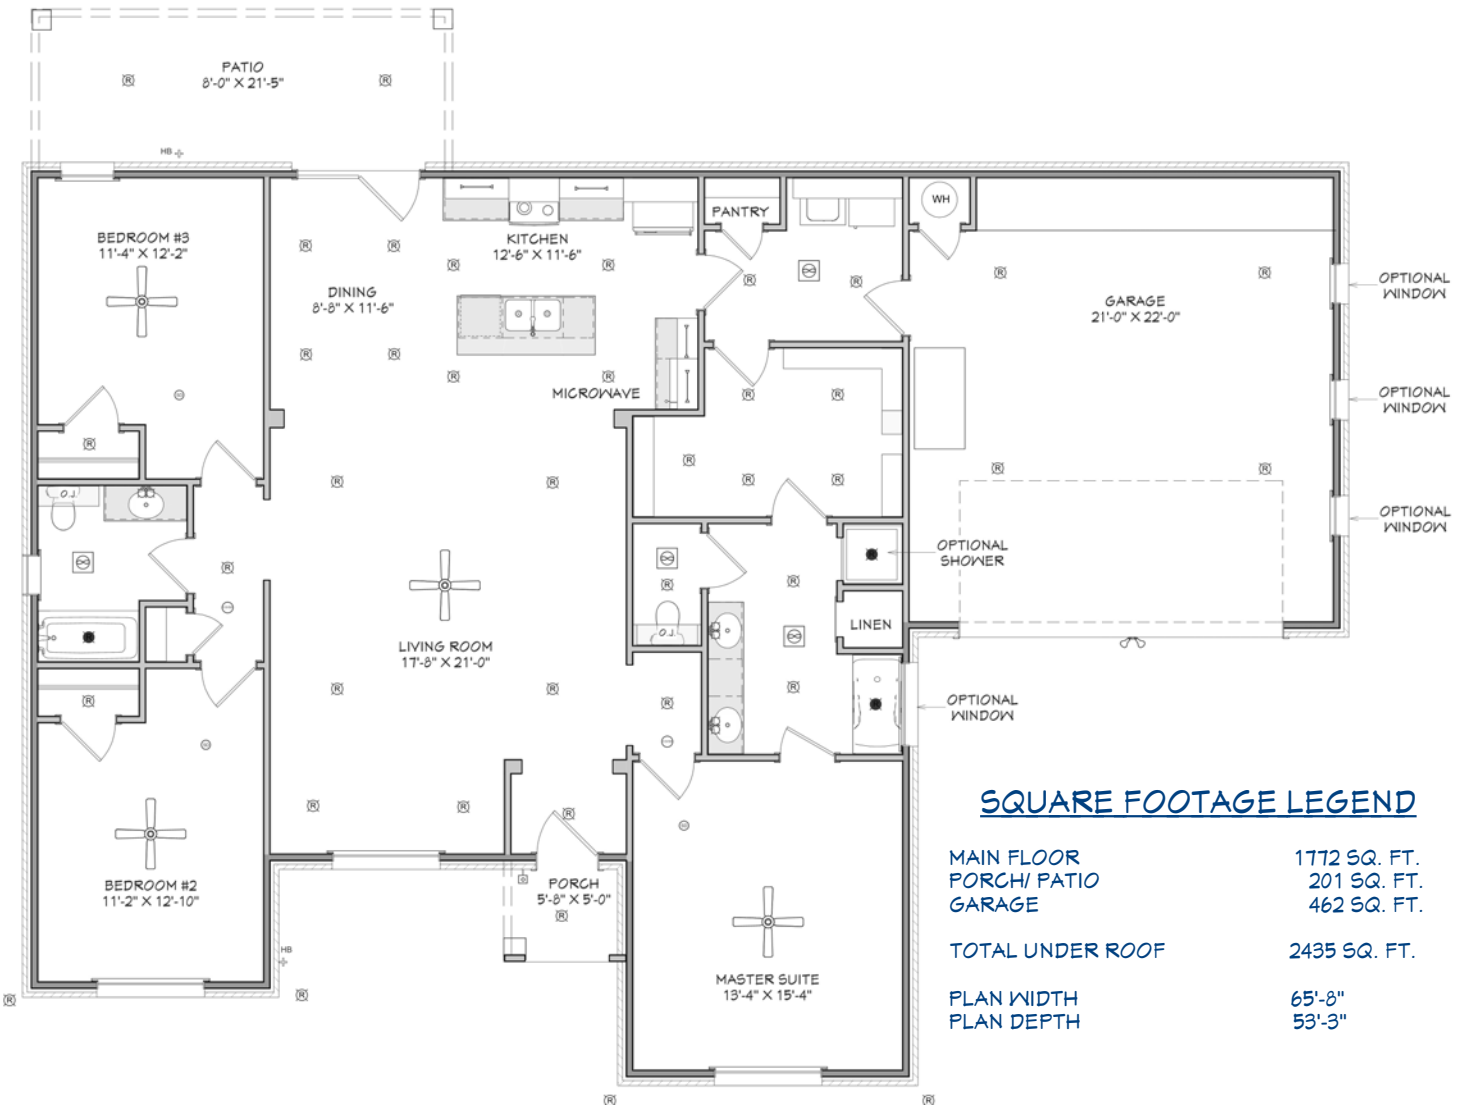 PATIO
8'-0" X 21'-5"
HB
BEDROOM #3
11'-4" X 12'-2"
DINING
8'-8" X 11'-6"
KITCHEN
12'-6" X 11'-6"
PANTRY
WH
GARAGE
21'-0" X 22'-0"
OPTIONAL
WINDOW
OPTIONAL
WINDOW
OPTIONAL
WINDOW
MICROWAVE
O.J.
OPTIONAL
SHOWER
LINEN
O.J.
LIVING ROOM
17'-8" X 21'-0"
OPTIONAL
WINDOW
BEDROOM #2
11'-2" X 12'-10"
PORCH
5'-8" X 5'-0"
HB
MASTER SUITE
13'-4" X 15'-4"
SQUARE FOOTAGE LEGEND
MAIN FLOOR 1772 SQ. FT.
PORCH/ PATIO 201 SQ. FT.
GARAGE 462 SQ. FT.
TOTAL UNDER ROOF 2435 SQ. FT.
PLAN WIDTH 65'-8"
PLAN DEPTH 53'-3"